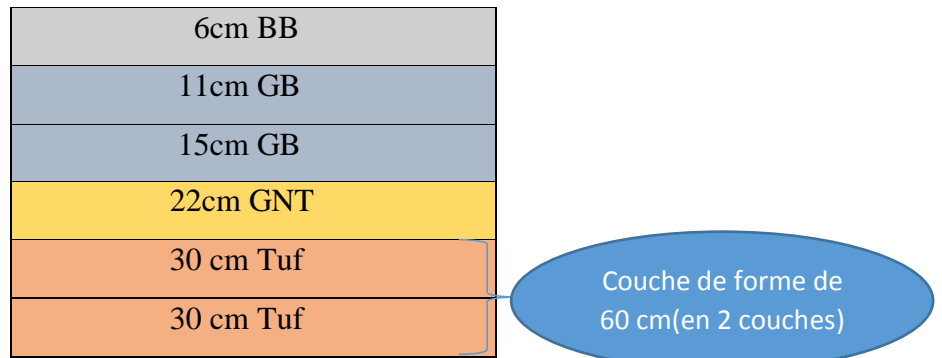 6cm BB
11cm GB
15cm GB
22cm GNT
30 cm Tuf
30 cm Tuf
Couche de forme de
60 cm(en 2 couches)